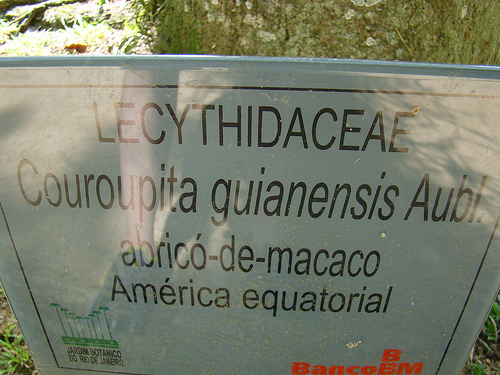 LECYTHIDACEAE
Couroupita guianensis Aubl.
abricó-de-macaco
América equatorial
JARDIM BOTÂNICO
DO RIO DE JANEIRO
B
BancoBM